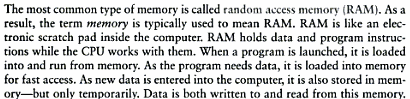 The most common type of memory is called random access memory (RAM). As a
result, the term memory is typically used to mean RAM. RAM is like an elec-
tronic scratch pad inside the computer. RAM holds data and program instruc-
tions while the CPU works with them. When a program is launched, it is loaded
into and run from memory. As the program needs data, it is loaded into memory
for fast access. As new data is entered into the computer, it is also stored in mem-
ory—but only temporarily. Data is both written to and read from this memory.